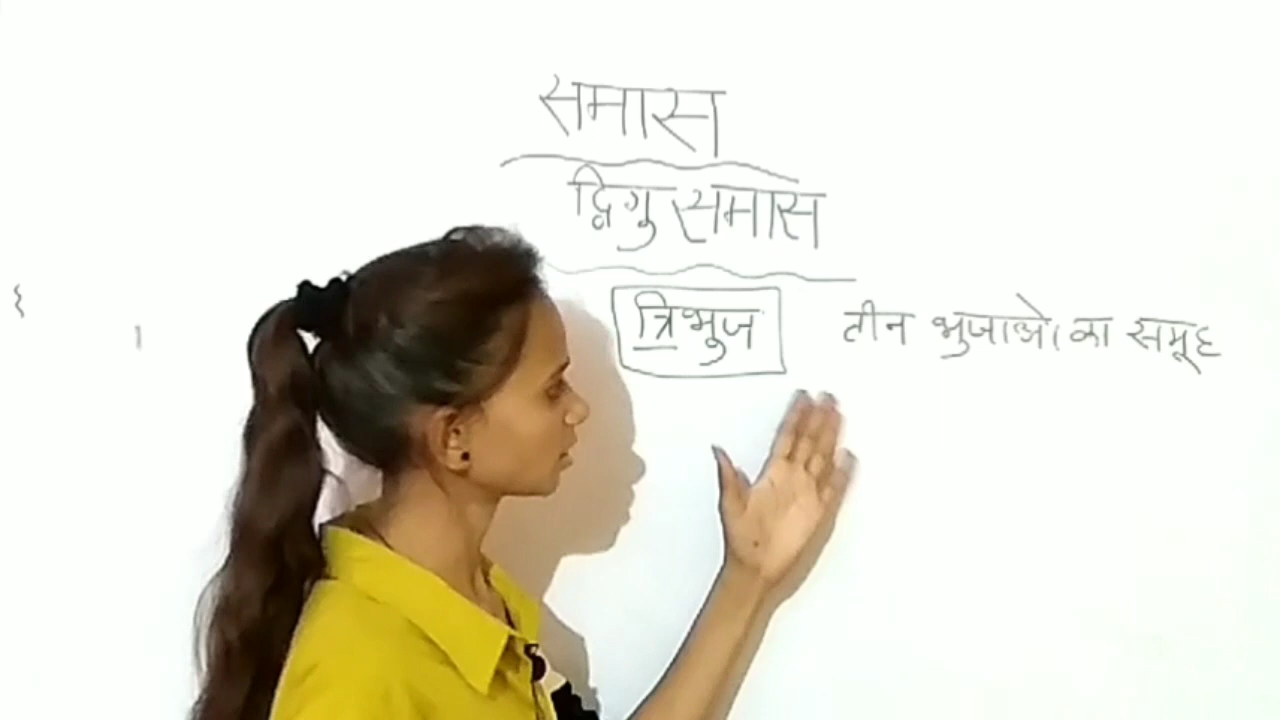 समास
द्विगु समास
त्रिभुज तीन भुजाओं का समूह